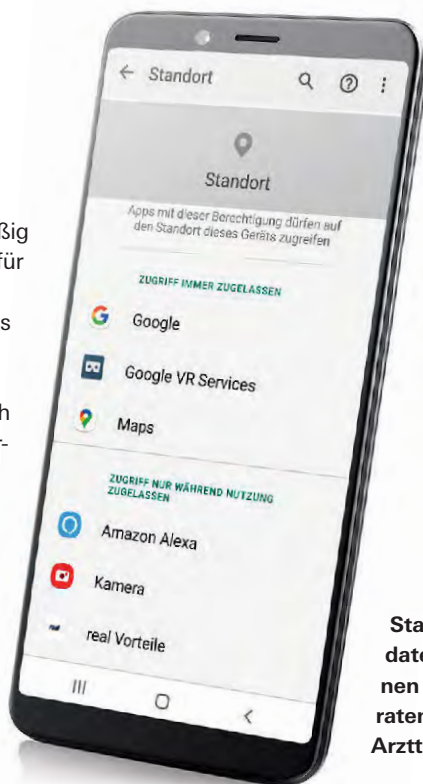 ßig
für
s
h
r-
Standort
Standort
Apps mit dieser Berechtigung dürfen auf
den Standort dieses Geräts zugreifen
ZUGRIFF IMMER ZUGELASSEN
Google
Google VR Services
Maps
ZUGRIFF NUR WÄHREND NUTZUNG
ZUGELASSEN
Amazon Alexa
Kamera
real Vorteile
Sta
date
nen
raten
Arztt